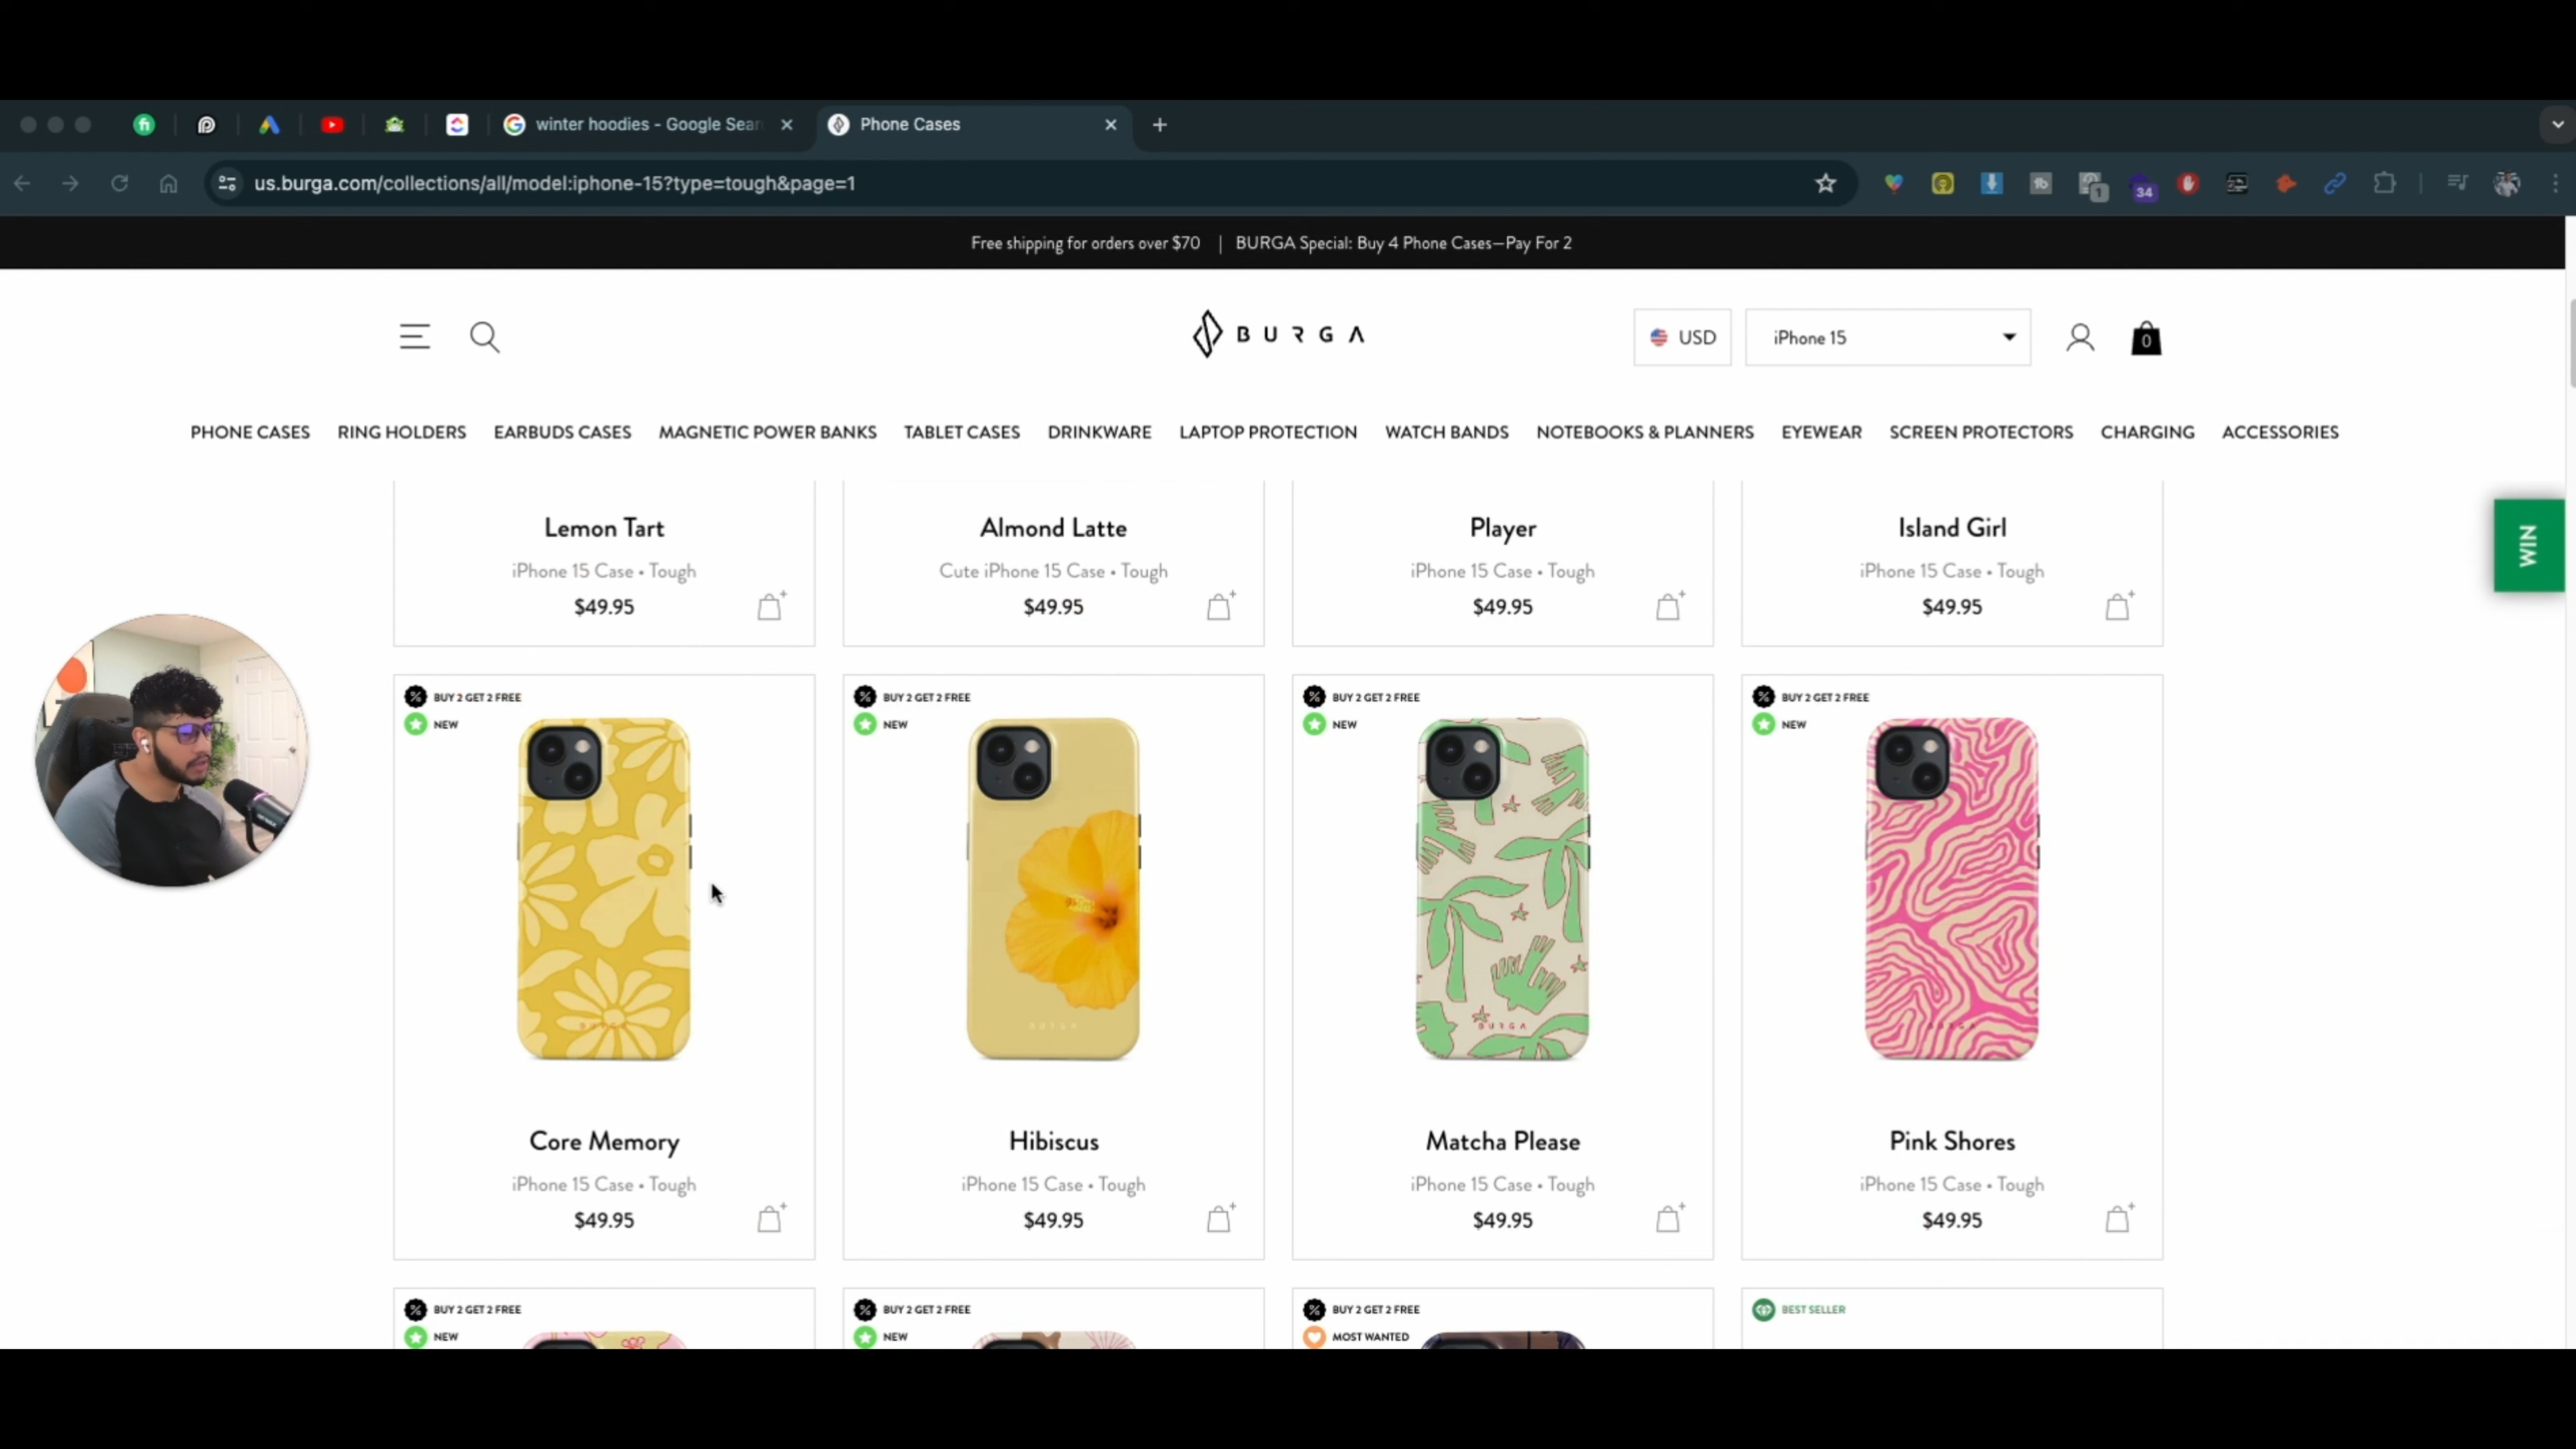 winter hoodies - Google Sear
Phone Cases
us.burga.com/collections/all/model:iphone-15?type=tough&page=1
1
34
Free shipping for orders over $70 | BURGA Special: Buy 4 Phone Cases—Pay For 2
BURGA
USD
iPhone 15
0
PHONE CASES RING HOLDERS EARBUDS CASES MAGNETIC POWER BANKS TABLET CASES DRINKWARE LAPTOP PROTECTION WATCH BANDS NOTEBOOKS & PLANNERS EYEWEAR SCREEN PROTECTORS CHARGING ACCESSORIES
WIN
Lemon Tart
iPhone 15 Case • Tough
$49.95
Almond Latte
Cute iPhone 15 Case • Tough
$49.95
Player
iPhone 15 Case • Tough
$49.95
Island Girl
iPhone 15 Case • Tough
$49.95
BUY 2 GET 2 FREE
NEW
BURGA
Core Memory
iPhone 15 Case • Tough
$49.95
BUY 2 GET 2 FREE
NEW
BURGA
Hibiscus
iPhone 15 Case • Tough
$49.95
BUY 2 GET 2 FREE
NEW
BURGA
Matcha Please
iPhone 15 Case • Tough
$49.95
BUY 2 GET 2 FREE
NEW
BURGA
Pink Shores
iPhone 15 Case • Tough
$49.95
BUY 2 GET 2 FREE
NEW
BUY 2 GET 2 FREE
NEW
BUY 2 GET 2 FREE
MOST WANTED
BEST SELLER